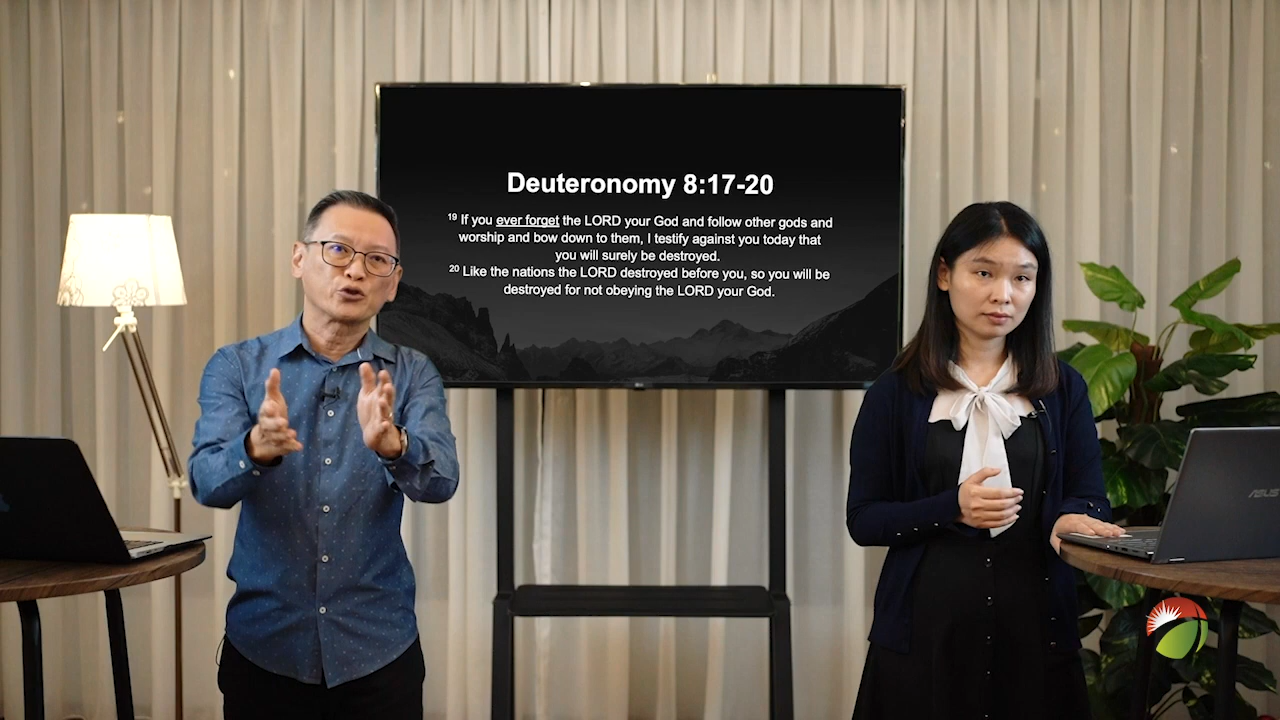 Deuteronomy 8:17-20
19 If you ever forget the LORD your God and follow other gods and
worship and bow down to them, I testify against you today that
you will surely be destroyed.
20 Like the nations the LORD destroyed before you, so you will be
destroyed for not obeying the LORD your God.
LG
ASUS